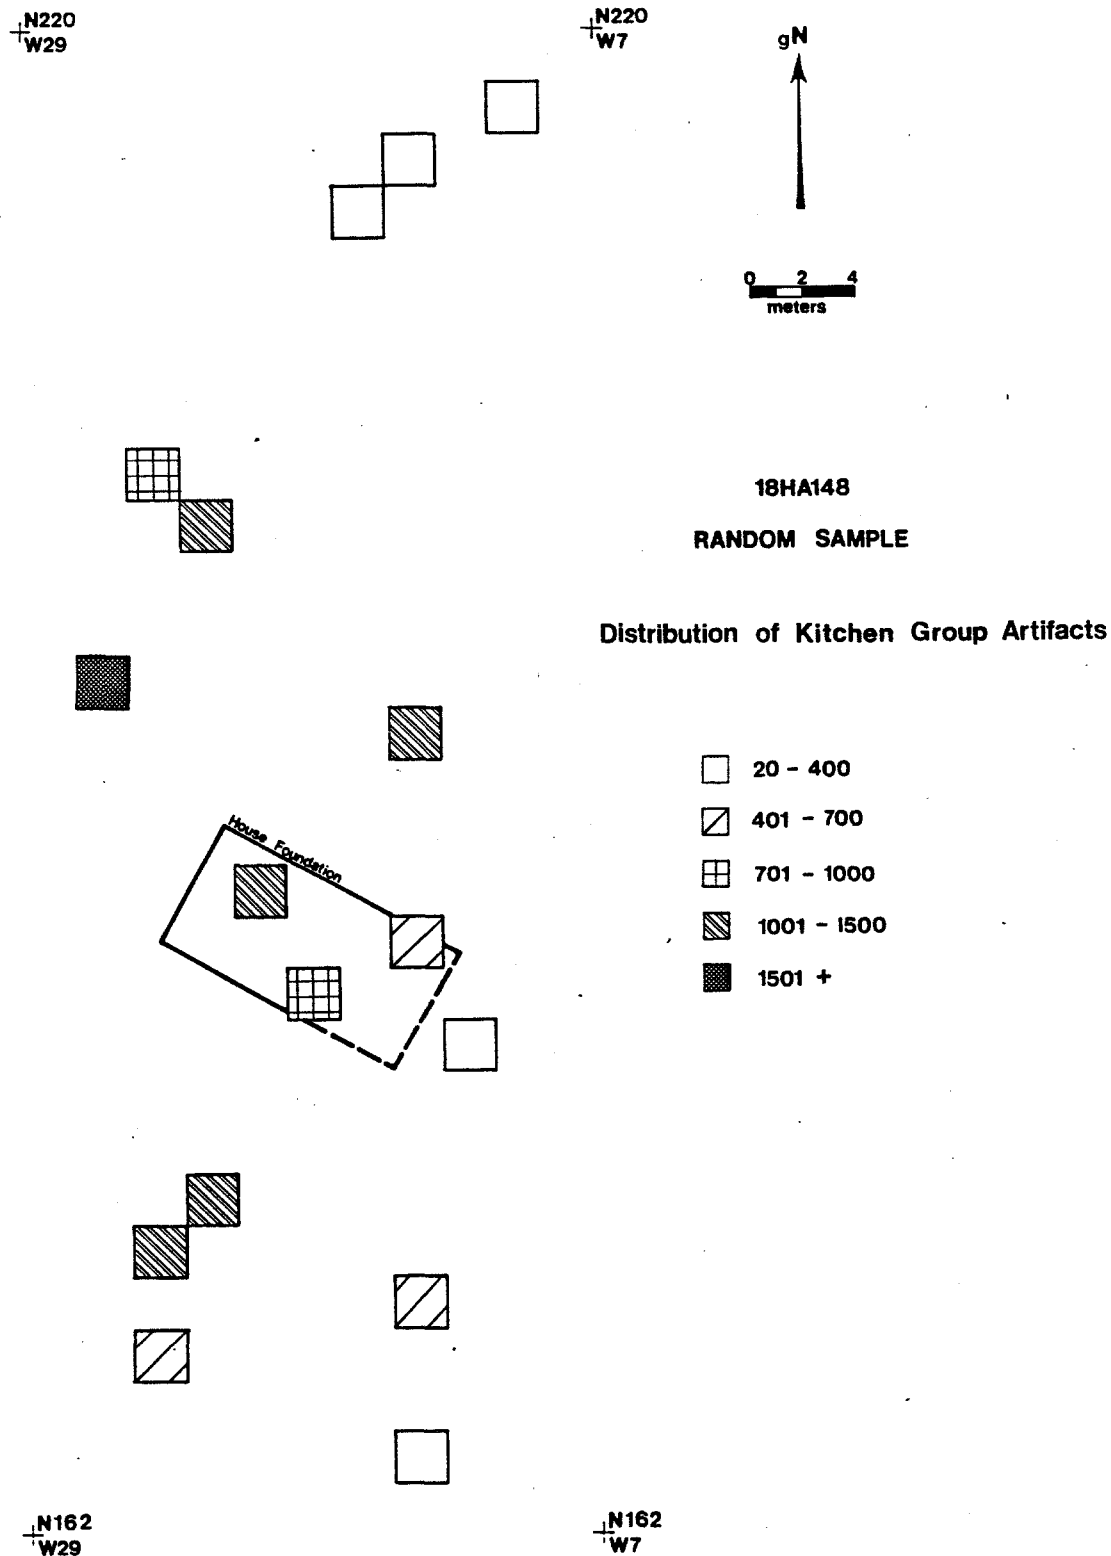 N220
W29
N220
W7
gN
0 2 4
meters
18HA148
RANDOM SAMPLE
Distribution of Kitchen Group Artifacts
20 - 400
401 - 700
701 - 1000
1001 - 1500
1501 +
House Foundation
N162
W29
N162
W7